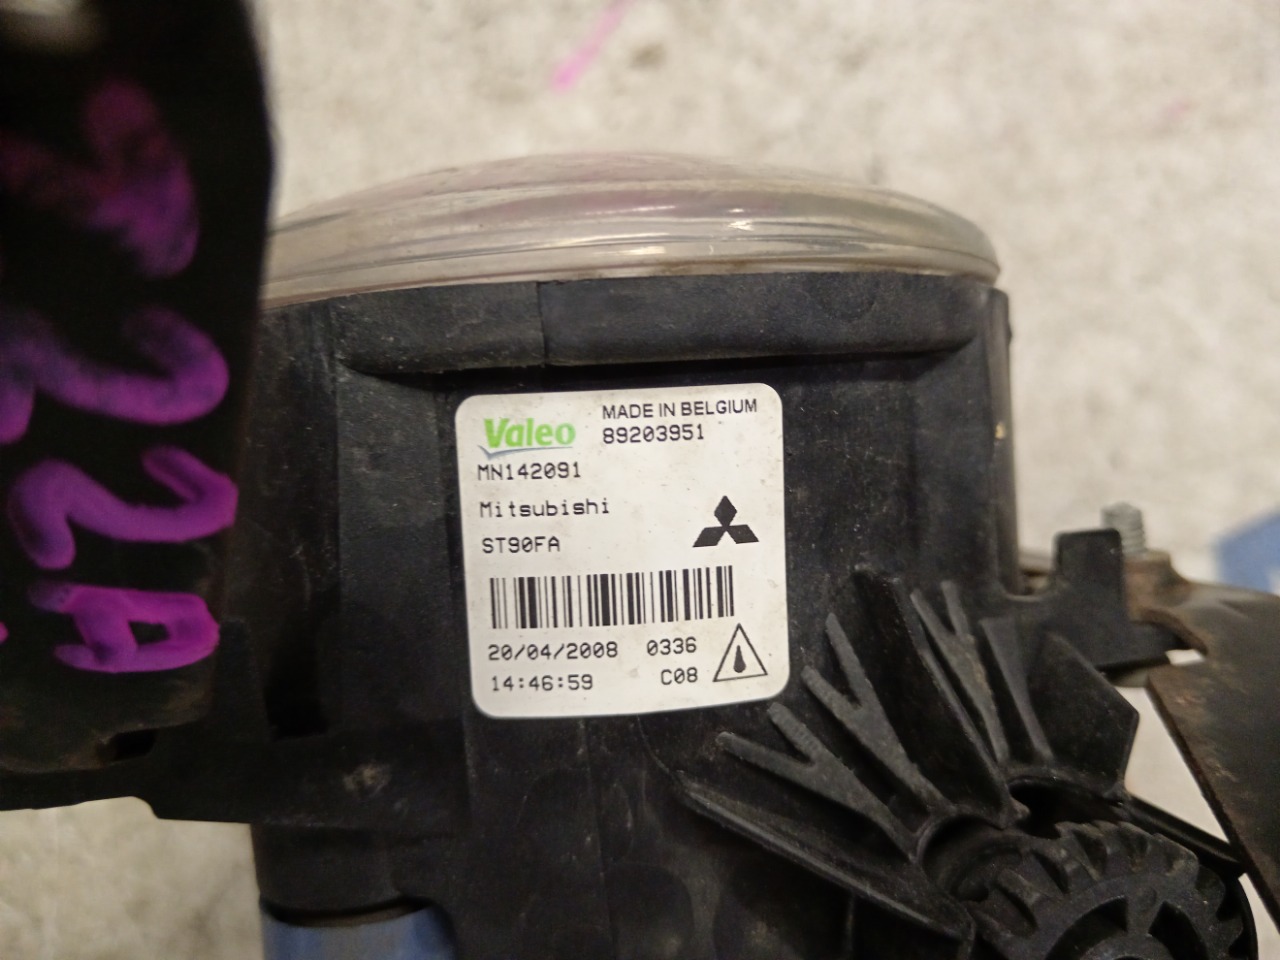 Valeo
MADE IN BELGIUM
89203951
MN142091
Mitsubishi
ST90FA
20/04/2008 0336
14:46:59 C08